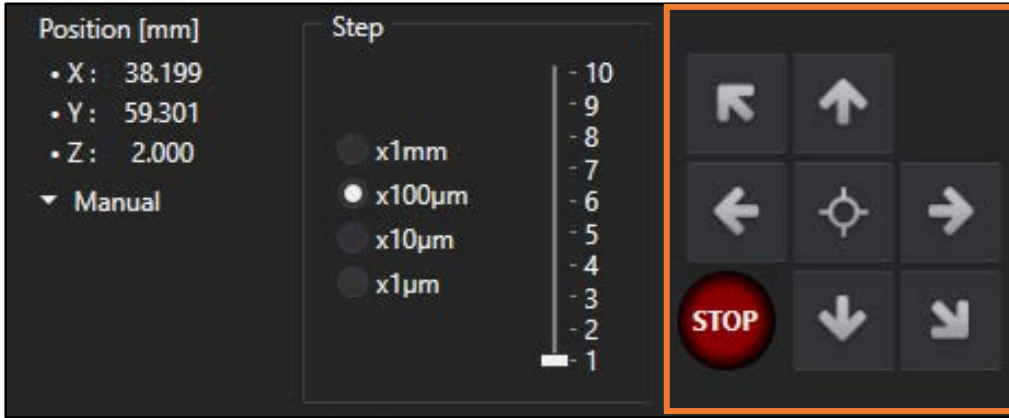 Position [mm]
• X : 38.199
• Y : 59.301
• Z : 2.000
Manual
Step
x1mm
x100µm
x10µm
x1µm
- 10
- 9
- 8
- 7
- 6
- 5
- 4
- 3
- 2
- 1
STOP